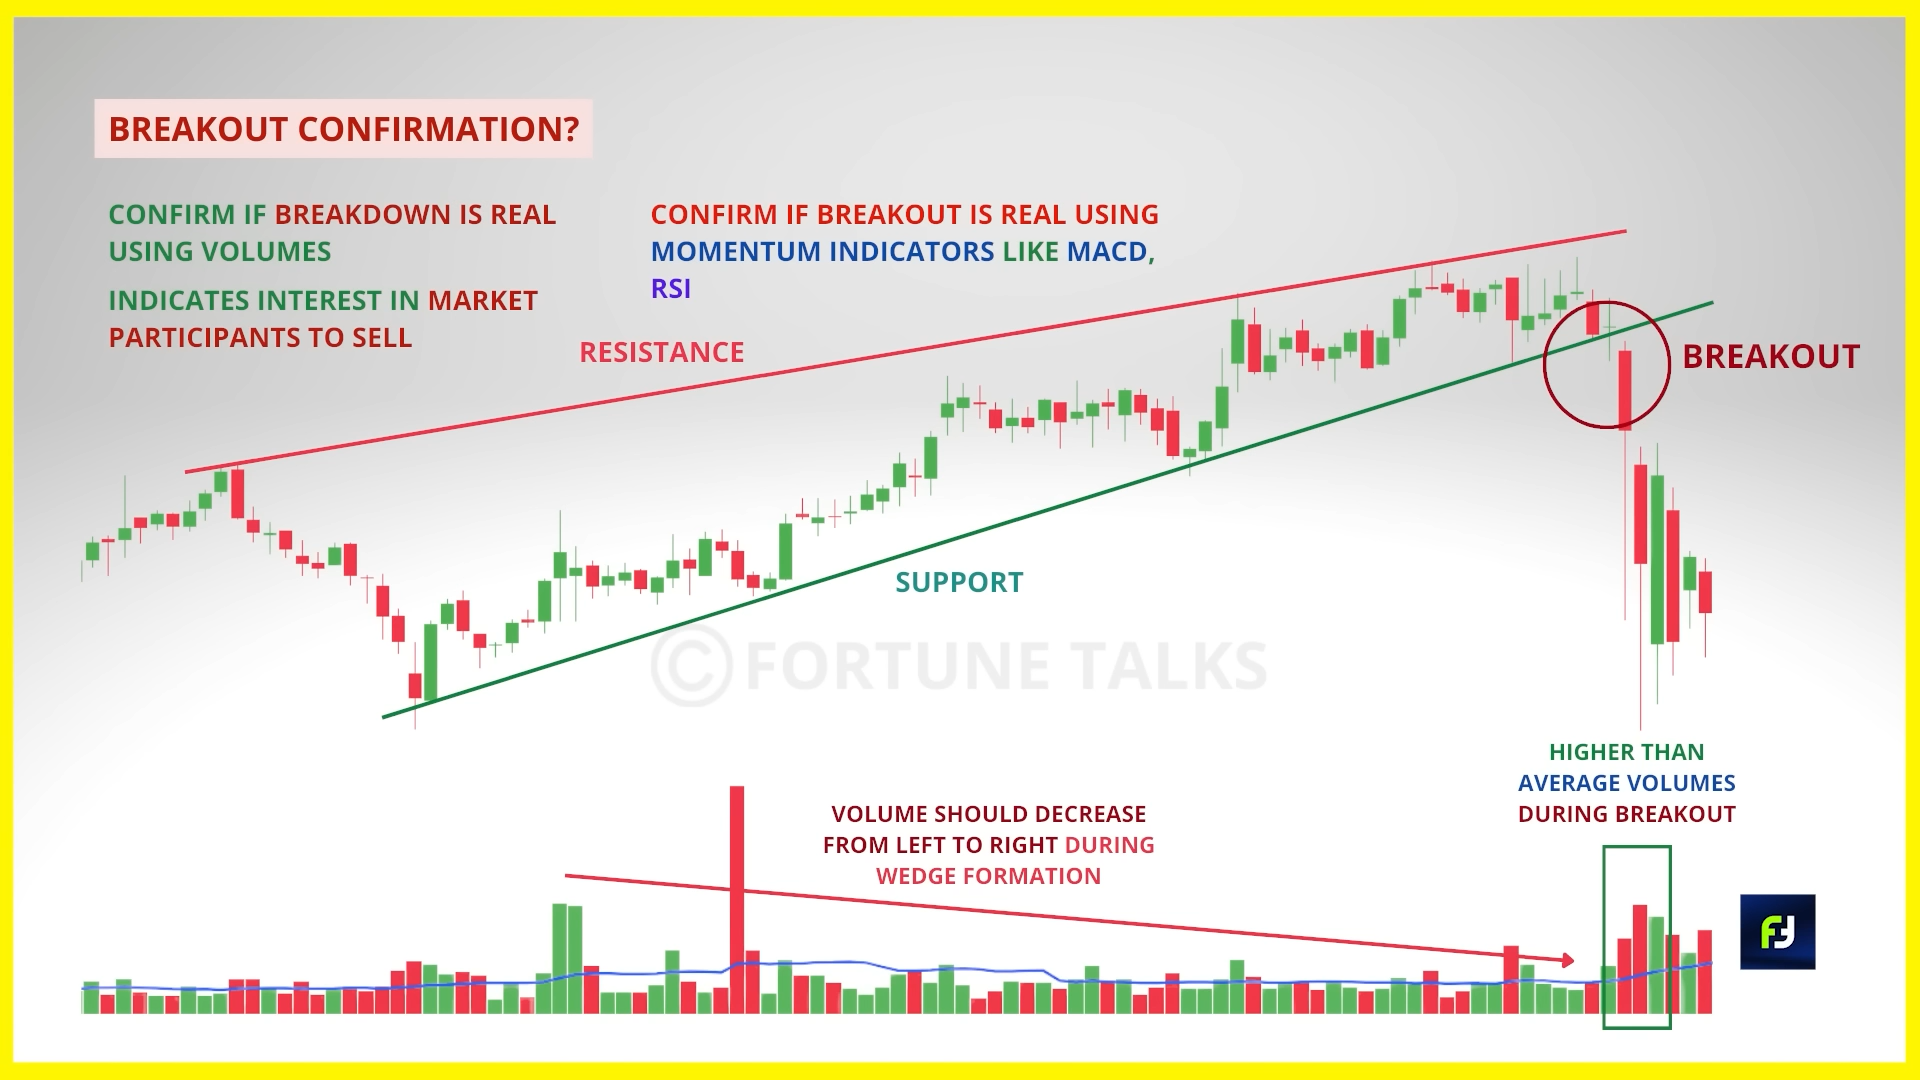 BREAKOUT CONFIRMATION?
CONFIRM IF BREAKDOWN IS REAL
USING VOLUMES
INDICATES INTEREST IN MARKET
PARTICIPANTS TO SELL
CONFIRM IF BREAKOUT IS REAL USING
MOMENTUM INDICATORS LIKE MACD,
RSI
RESISTANCE
BREAKOUT
SUPPORT
© FORTUNE TALKS
HIGHER THAN
AVERAGE VOLUMES
DURING BREAKOUT
VOLUME SHOULD DECREASE
FROM LEFT TO RIGHT DURING
WEDGE FORMATION